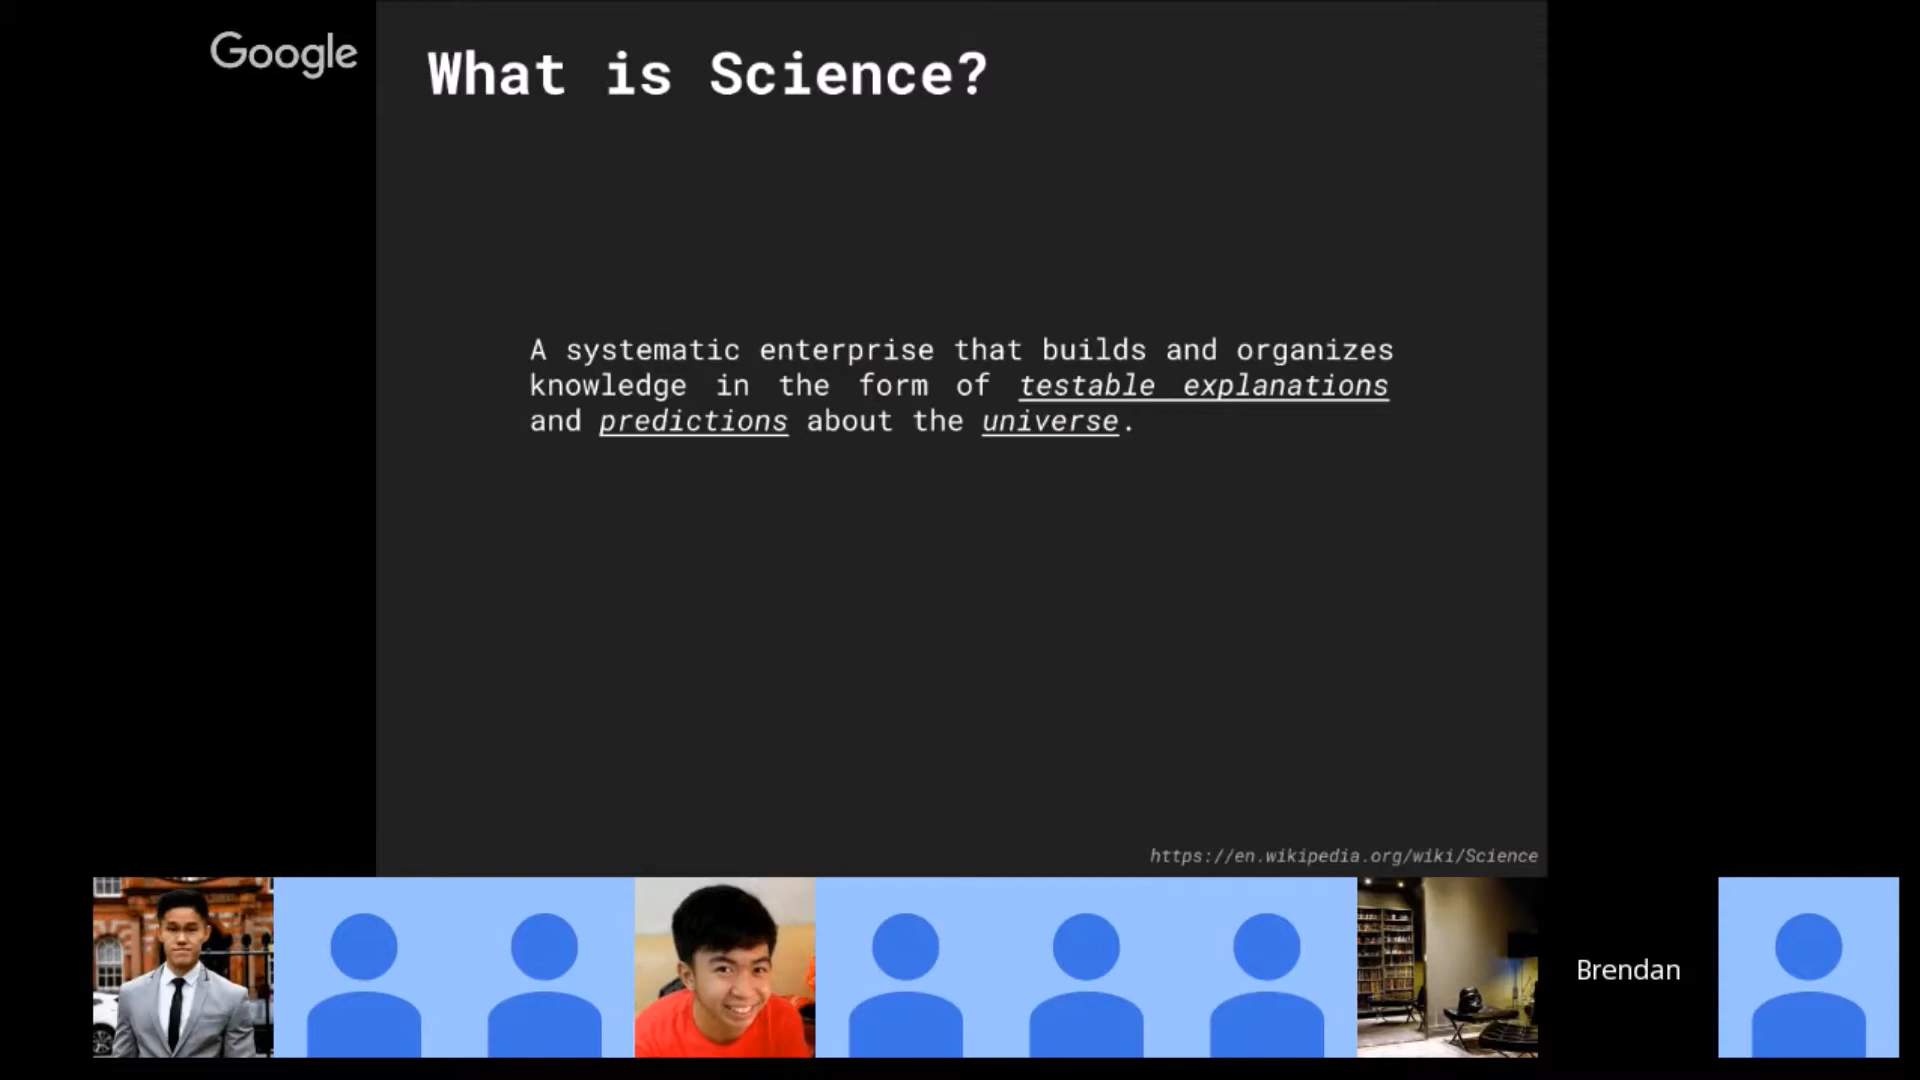 Google
What is Science?
A systematic enterprise that builds and organizes
knowledge in the form of testable explanations
and predictions about the universe.
https://en.wikipedia.org/wiki/Science
Brendan